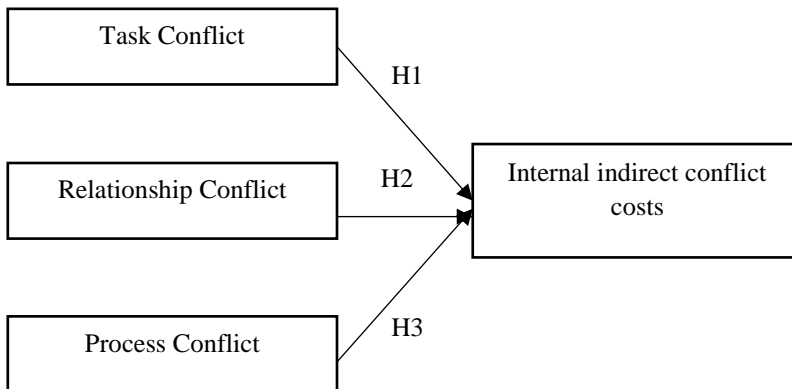 Task Conflict
H1
Relationship Conflict
H2
Internal indirect conflict
costs
Process Conflict
H3